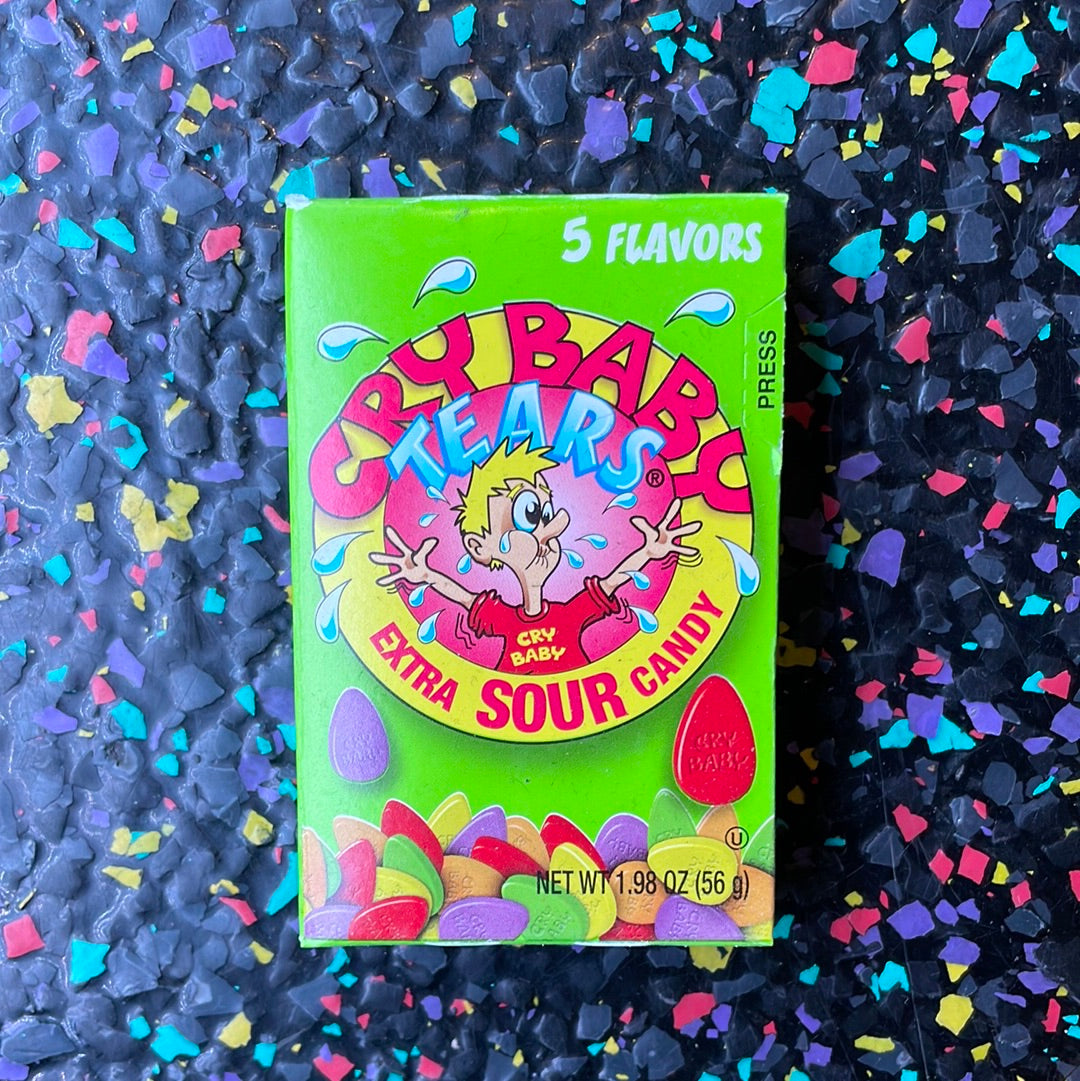 5 FLAVORS
CRY BABY
TEARS®
PRESS
CRY
BABY
EXTRA SOUR CANDY
CRY
BABY
U
NET WT 1.98 OZ (56 g)